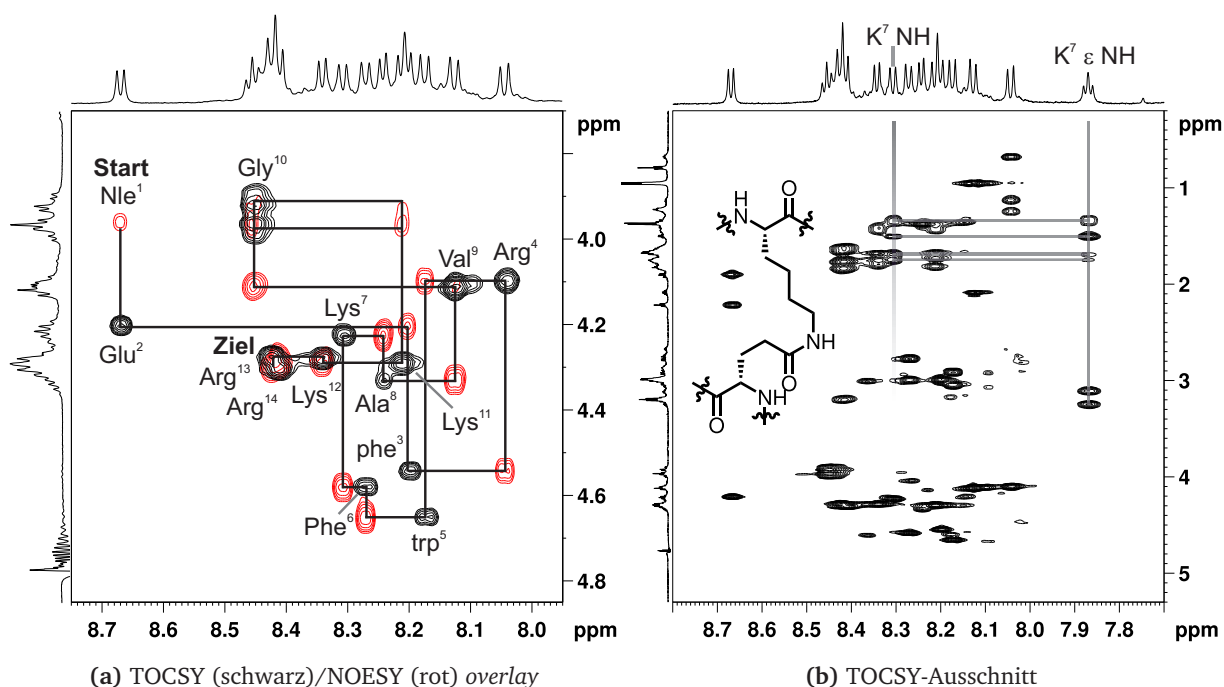 ppm
Start
Nle¹
Gly¹⁰
Val⁹
Arg⁴
Lys⁷
Glu²
Ziel
Arg¹³
Arg¹⁴
Lys¹²
Ala⁸
Lys¹¹
phe³
Phe⁶
trp⁵
4.0
4.2
4.4
4.6
4.8
8.7 8.6 8.5 8.4 8.3 8.2 8.1 8.0 ppm
(a) TOCSY (schwarz)/NOESY (rot) overlay
K⁷ NH
K⁷ ε NH
ppm
O
N
H
NH
O
O
N
H
1
2
3
4
5
8.7 8.6 8.5 8.4 8.3 8.2 8.1 8.0 7.9 7.8 ppm
(b) TOCSY-Ausschnitt